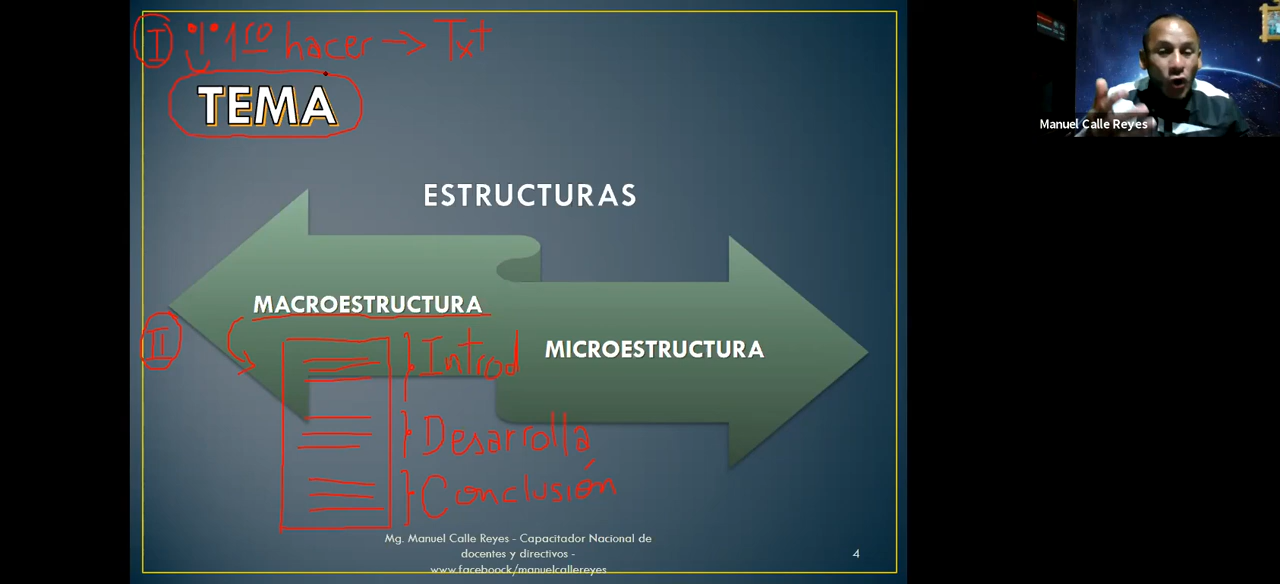 I 1ro hacer → Txt
TEMA
ESTRUCTURAS
MACROESTRUCTURA
MICROESTRUCTURA
II
Introd
Desarrolla
Conclusión
Mg. Manuel Calle Reyes - Capacitador Nacional de
docentes y directivos -
www.faceboock/manuelcallereyes
4
Manuel Calle Reyes